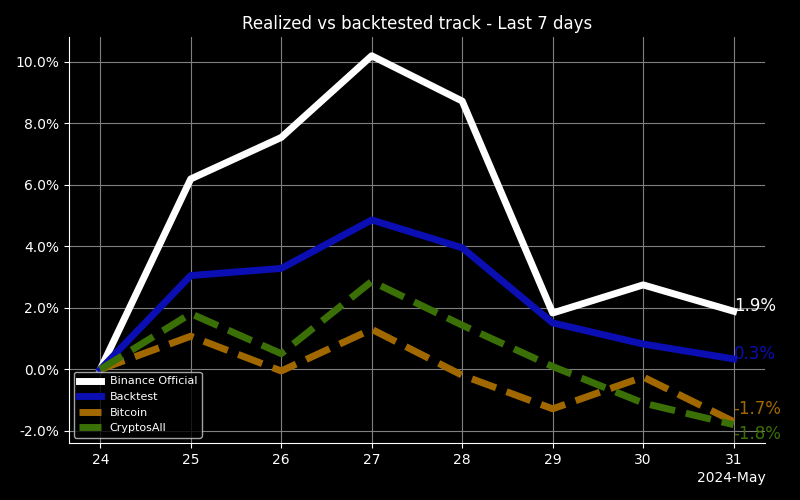 Realized vs backtested track - Last 7 days
10.0%
8.0%
6.0%
4.0%
2.0%
0.0%
-2.0%
1.9%
0.3%
-1.7%
-1.8%
Binance Official
Backtest
Bitcoin
CryptosAll
24 25 26 27 28 29 30 31
2024-May